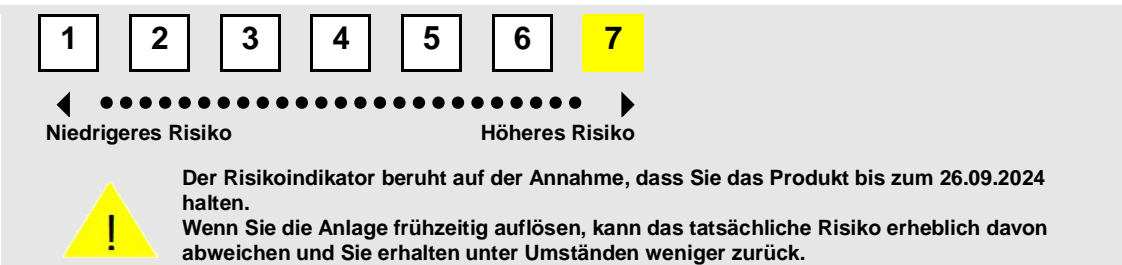 1 2 3 4 5 6 7
Niedrigeres Risiko Höheres Risiko
Der Risikoindikator beruht auf der Annahme, dass Sie das Produkt bis zum 26.09.2024
halten.
Wenn Sie die Anlage frühzeitig auflösen, kann das tatsächliche Risiko erheblich davon
abweichen und Sie erhalten unter Umständen weniger zurück.
!